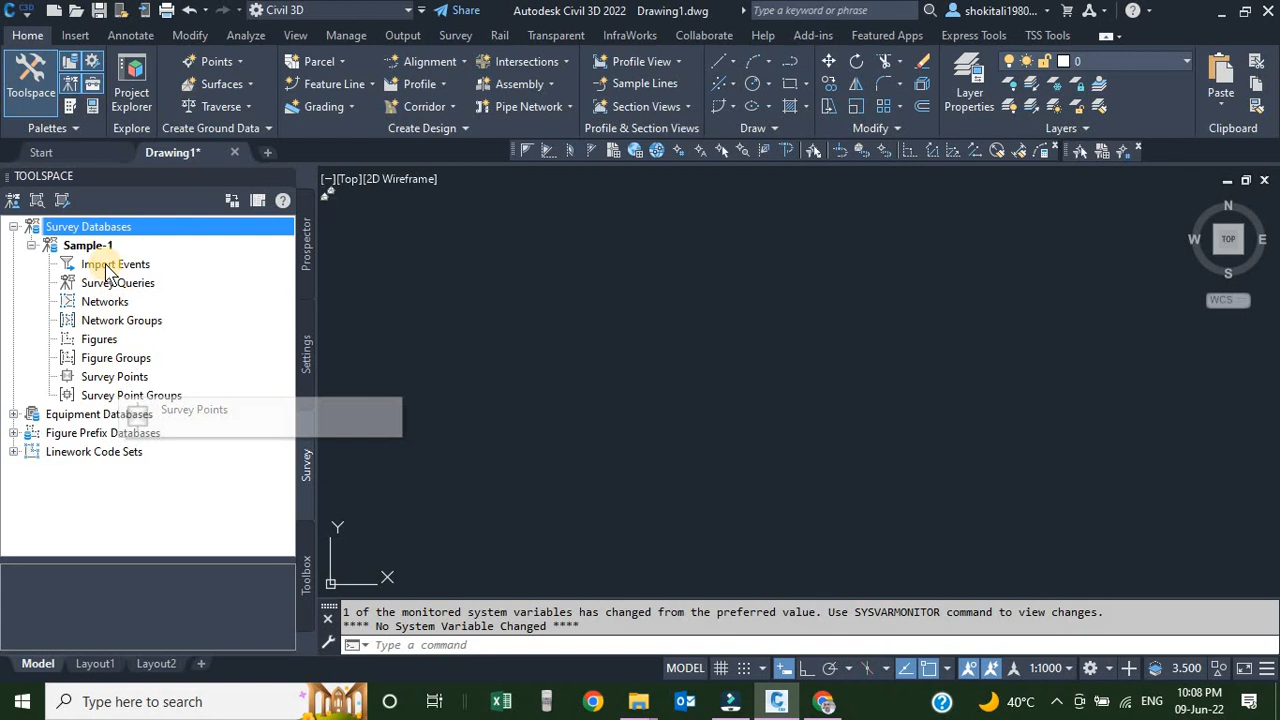 C3D Civil 3D Share Autodesk Civil 3D 2022 Drawing1.dwg Type a keyword or phrase shokitali1980...
Home Insert Annotate Modify Analyze View Manage Output Survey Rail Transparent InfraWorks Collaborate Help Add-ins Featured Apps Express Tools TSS Tools
Points Parcel Alignment Intersections Profile View
Surfaces Feature Line Profile Assembly Sample Lines
Traverse Grading Corridor Pipe Network Section Views
Toolspace Project Explorer Layer Properties 0 Paste
Palettes Explore Create Ground Data Create Design Profile & Section Views Draw Modify Layers Clipboard
Start Drawing1*
TOOLSPACE
[−][Top][2D Wireframe]
Survey Databases
Sample-1
Import Events
Survey Queries
Networks
Network Groups
Figures
Figure Groups
Survey Points
Survey Point Groups
Survey Points
Equipment Databases
Figure Prefix Databases
Linework Code Sets
Prospector
Settings
Survey
Toolbox
N
W TOP E
S
WCS
Y
X
1 of the monitored system variables has changed from the preferred value. Use SYSVARMONITOR command to view changes.
**** No System Variable Changed ****
Type a command
Model Layout1 Layout2 MODEL 1:1000 3.500
Type here to search 40°C ENG 10:08 PM
09-Jun-22